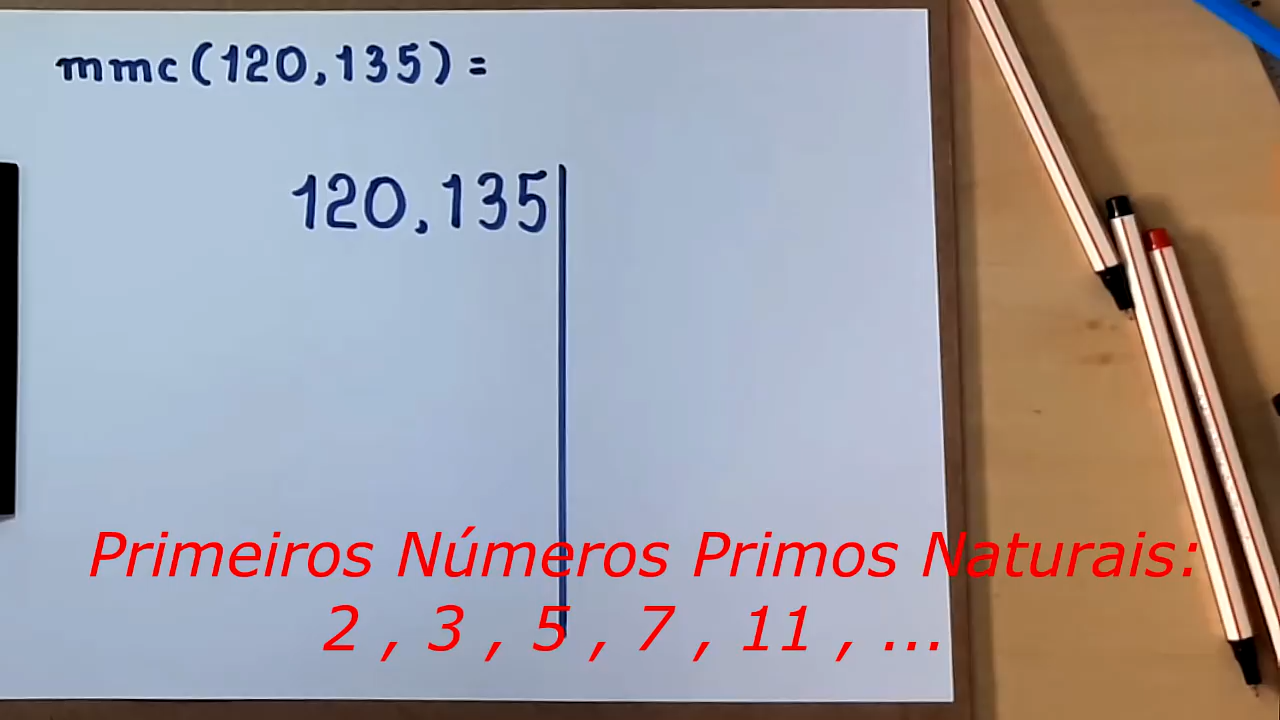 mmc(120,135)=
120,135
Primeiros Números Primos Naturais:
2 , 3 , 5 , 7 , 11 , ...